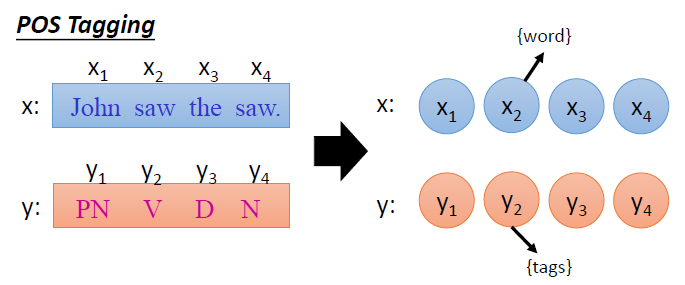 POS Tagging
x1 x2 x3 x4
x: John saw the saw.
y1 y2 y3 y4
y: PN V D N
{word}
x: x1 x2 x3 x4
y: y1 y2 y3 y4
{tags}